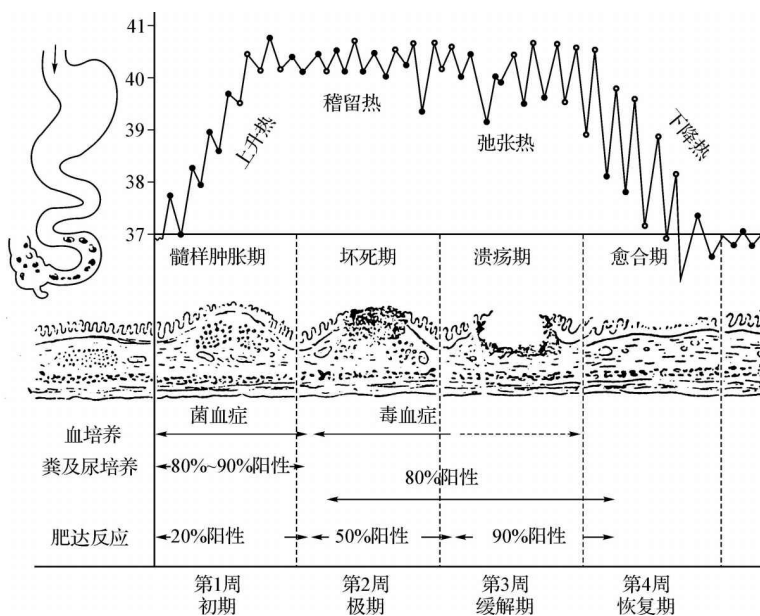 41
40
39
38
37
上升热
稽留热
弛张热
下降热
髓样肿胀期 坏死期 溃疡期 愈合期
菌血症 毒血症
血培养
粪及尿培养 80%~90%阳性
80%阳性
肥达反应 20%阳性 50%阳性 90%阳性
第1周 第2周 第3周 第4周
初期 极期 缓解期 恢复期